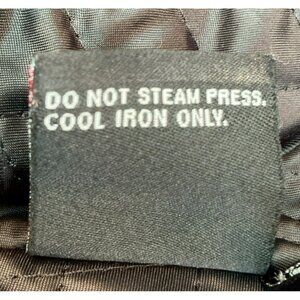 DO NOT STEAM PRESS.
COOL IRON ONLY.